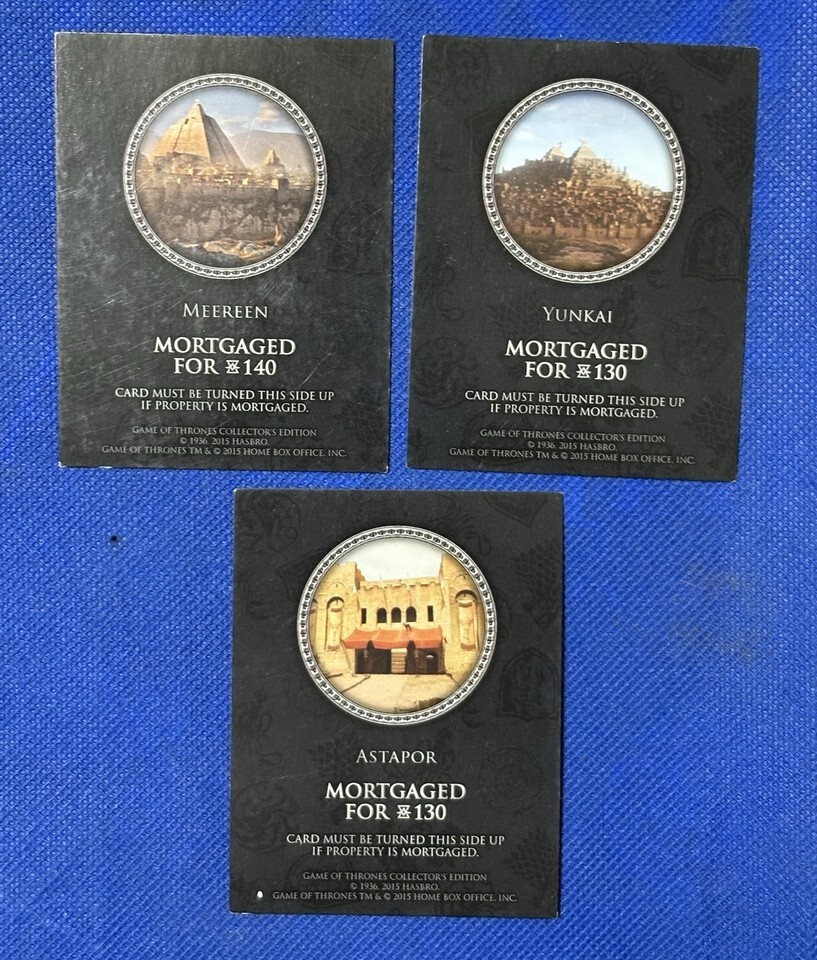 MEEREEN
MORTGAGED
FOR 140
CARD MUST BE TURNED THIS SIDE UP
IF PROPERTY IS MORTGAGED.
GAME OF THRONES COLLECTOR'S EDITION
© 1936, 2015 HASBRO.
GAME OF THRONES TM & © 2015 HOME BOX OFFICE, INC.
YUNKAI
MORTGAGED
FOR 130
CARD MUST BE TURNED THIS SIDE UP
IF PROPERTY IS MORTGAGED.
GAME OF THRONES COLLECTOR'S EDITION
© 1936, 2015 HASBRO.
GAME OF THRONES TM & © 2015 HOME BOX OFFICE, INC.
ASTAPOR
MORTGAGED
FOR 130
CARD MUST BE TURNED THIS SIDE UP
IF PROPERTY IS MORTGAGED.
GAME OF THRONES COLLECTOR'S EDITION
© 1936, 2015 HASBRO.
GAME OF THRONES TM & © 2015 HOME BOX OFFICE, INC.